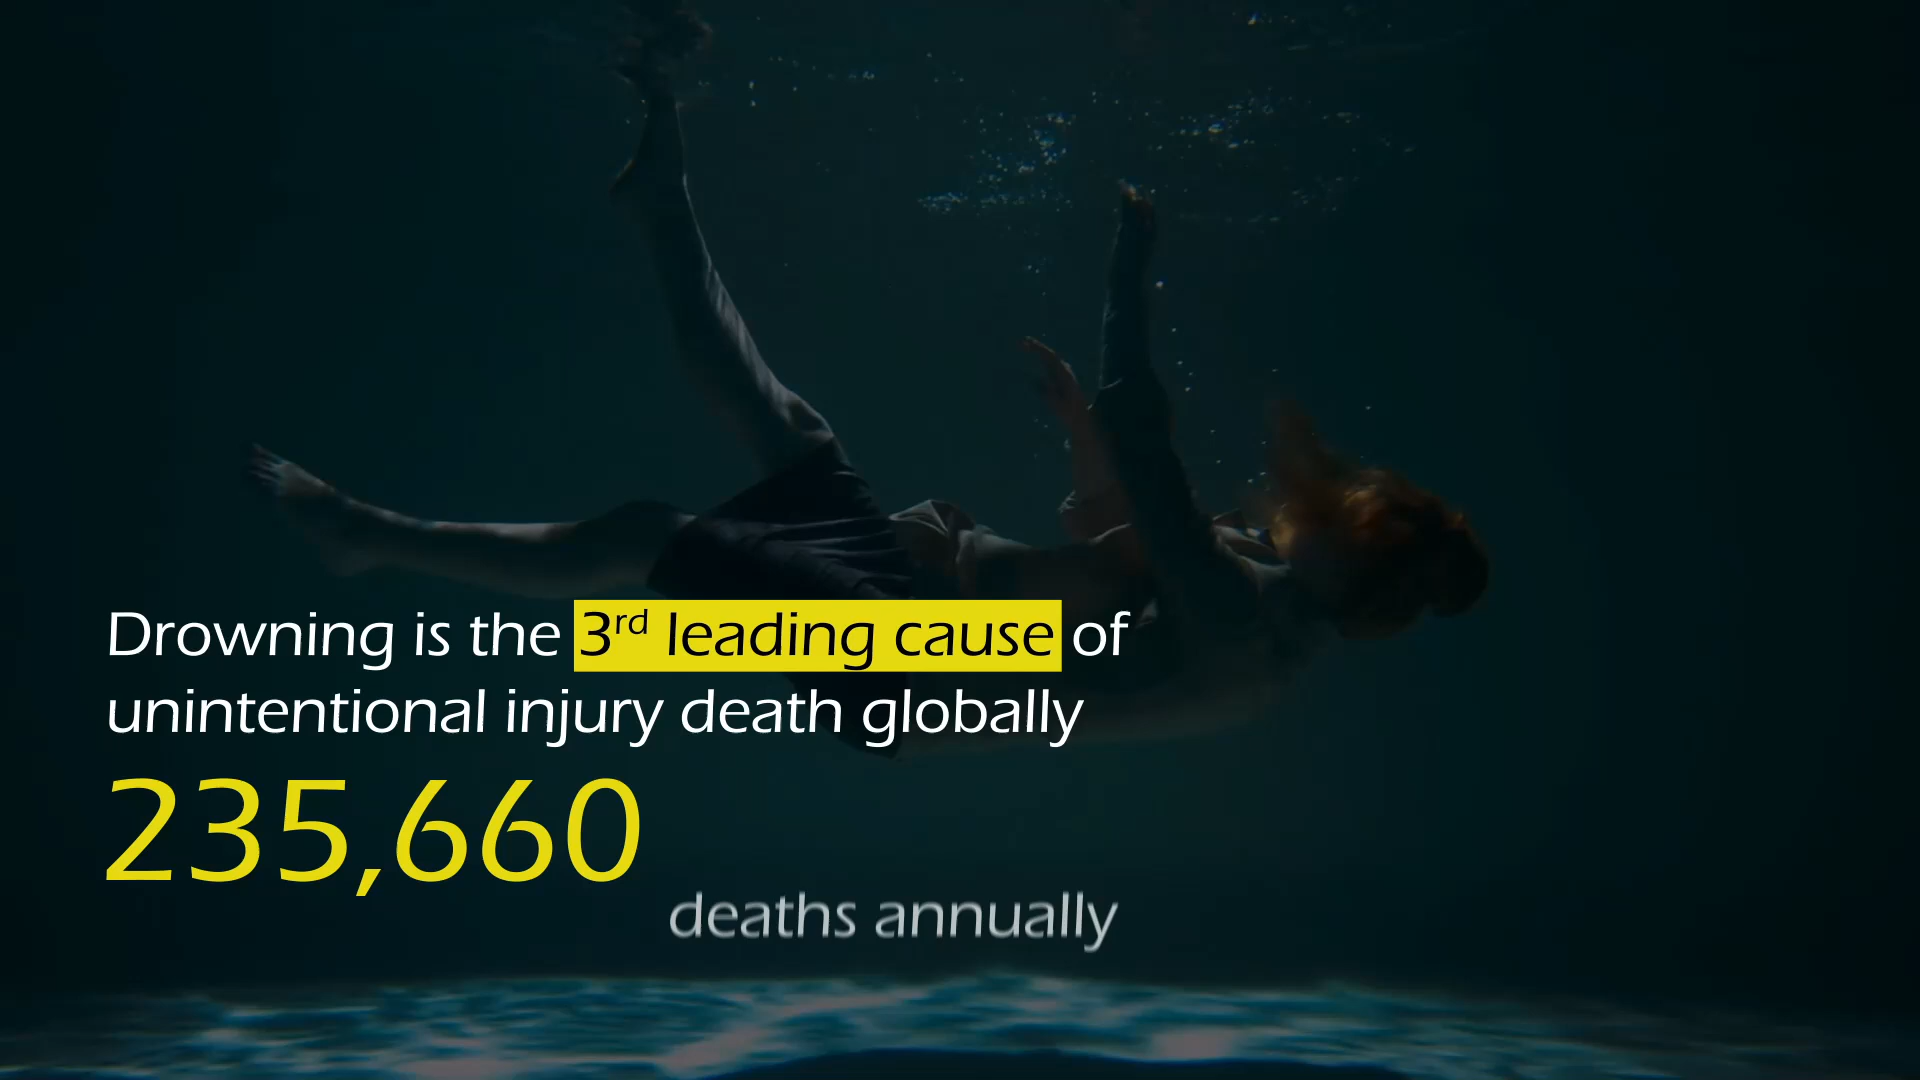 Drowning is the 3rd leading cause of
unintentional injury death globally
235,660
deaths annually